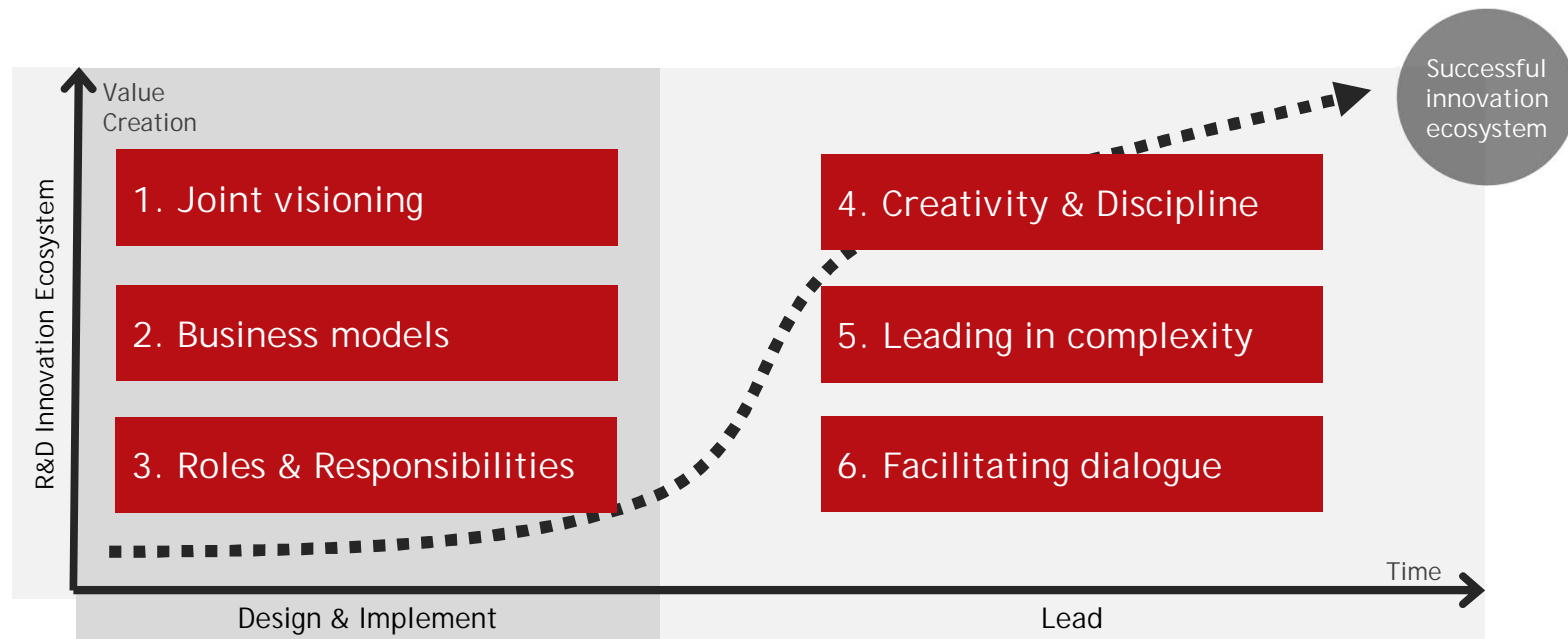 Successful
innovation
ecosystem
Value
Creation
R&D Innovation Ecosystem
1. Joint visioning
2. Business models
3. Roles & Responsibilities
4. Creativity & Discipline
5. Leading in complexity
6. Facilitating dialogue
Time
Design & Implement
Lead